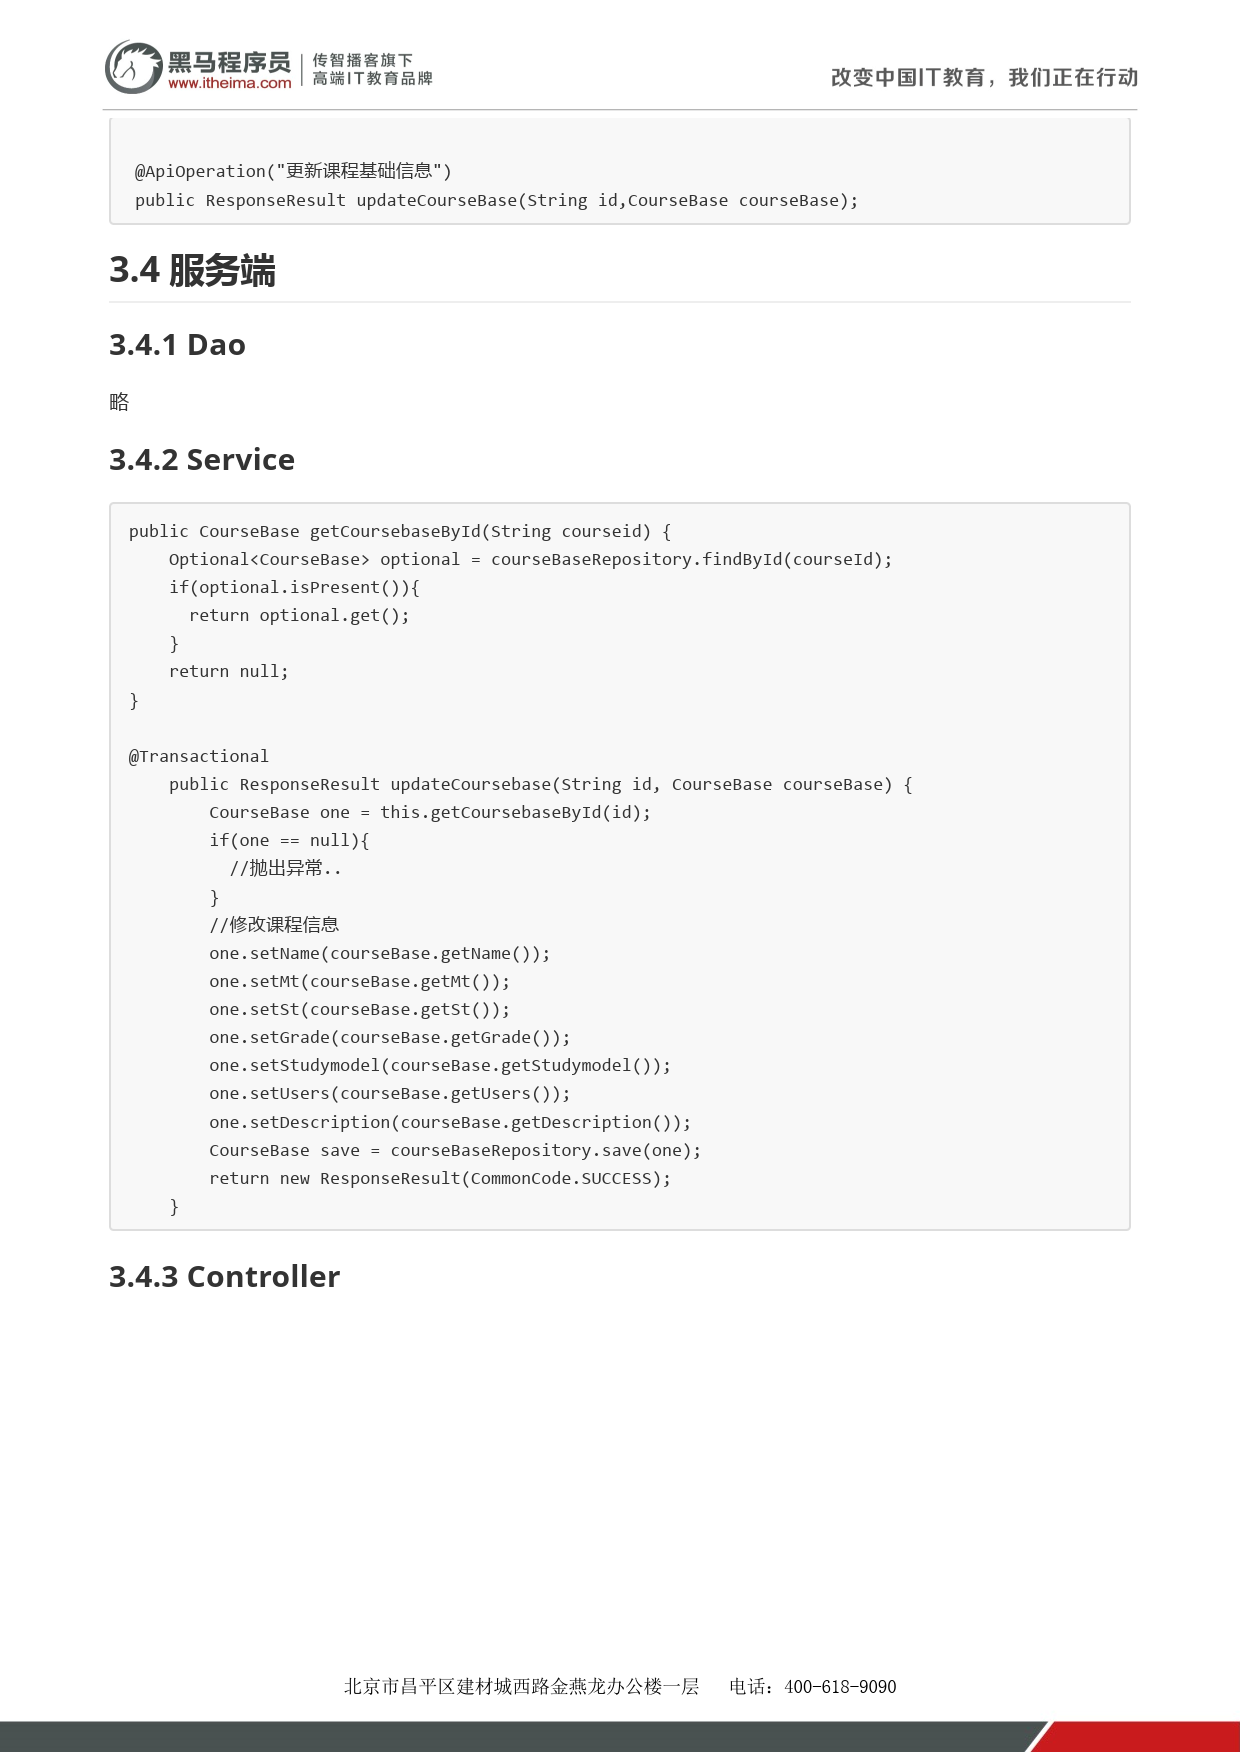 黑马程序员
www.itheima.com
传智播客旗下
高端IT教育品牌
改变中国IT教育，我们正在行动
@ApiOperation("更新课程基础信息")
public ResponseResult updateCourseBase(String id,CourseBase courseBase);
3.4 服务端
3.4.1 Dao
略
3.4.2 Service
public CourseBase getCoursebaseById(String courseid) {
    Optional<CourseBase> optional = courseBaseRepository.findById(courseId);
    if(optional.isPresent()){
      return optional.get();
    }
    return null;
}
@Transactional
    public ResponseResult updateCoursebase(String id, CourseBase courseBase) {
        CourseBase one = this.getCoursebaseById(id);
        if(one == null){
          //抛出异常..
        }
        //修改课程信息
        one.setName(courseBase.getName());
        one.setMt(courseBase.getMt());
        one.setSt(courseBase.getSt());
        one.setGrade(courseBase.getGrade());
        one.setStudymodel(courseBase.getStudymodel());
        one.setUsers(courseBase.getUsers());
        one.setDescription(courseBase.getDescription());
        CourseBase save = courseBaseRepository.save(one);
        return new ResponseResult(CommonCode.SUCCESS);
    }
3.4.3 Controller
北京市昌平区建材城西路金燕龙办公楼一层 电话：400-618-9090